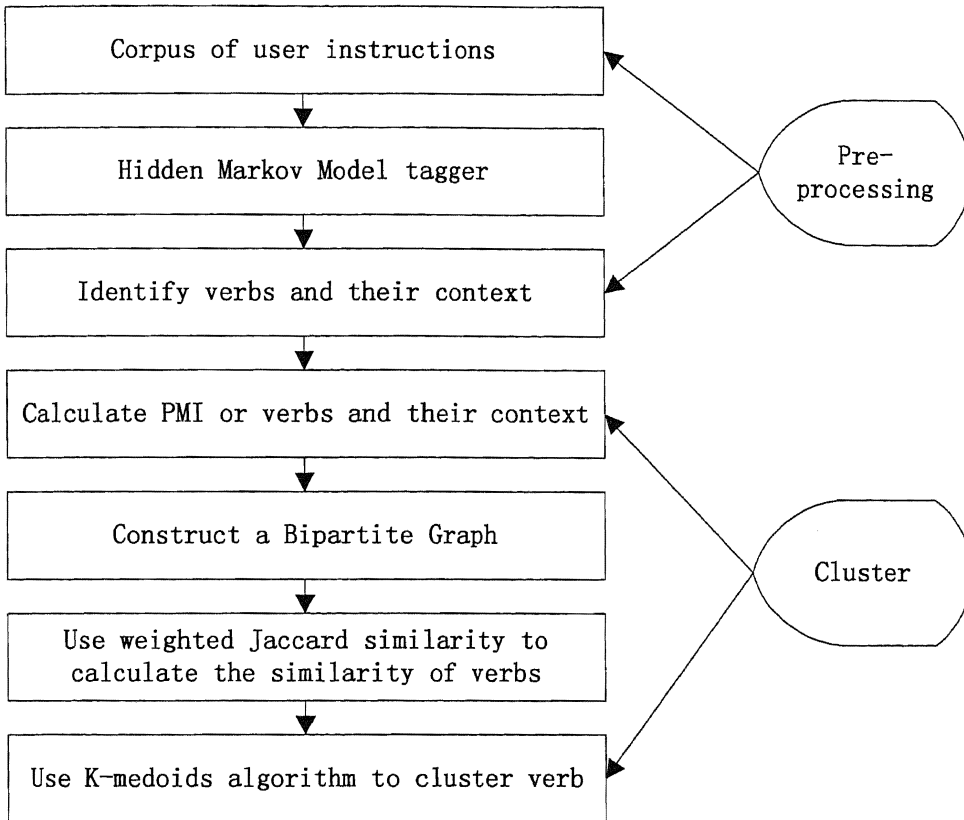 Corpus of user instructions
Hidden Markov Model tagger
Pre-
processing
Identify verbs and their context
Calculate PMI or verbs and their context
Construct a Bipartite Graph
Cluster
Use weighted Jaccard similarity to
calculate the similarity of verbs
Use K-medoids algorithm to cluster verb